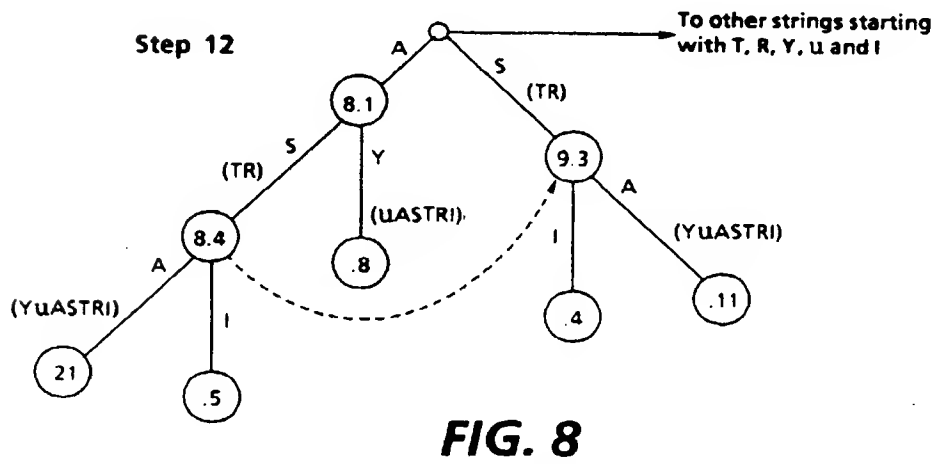 Step 12
To other strings starting
with T, R, Y, u and I
A
S
(TR)
8.1
S
(TR)
Y
(uASTRI)
9.3
A
(YuASTRI)
I
8.4
.8
A
(YuASTRI)
I
.11
.4
21
.5
FIG. 8